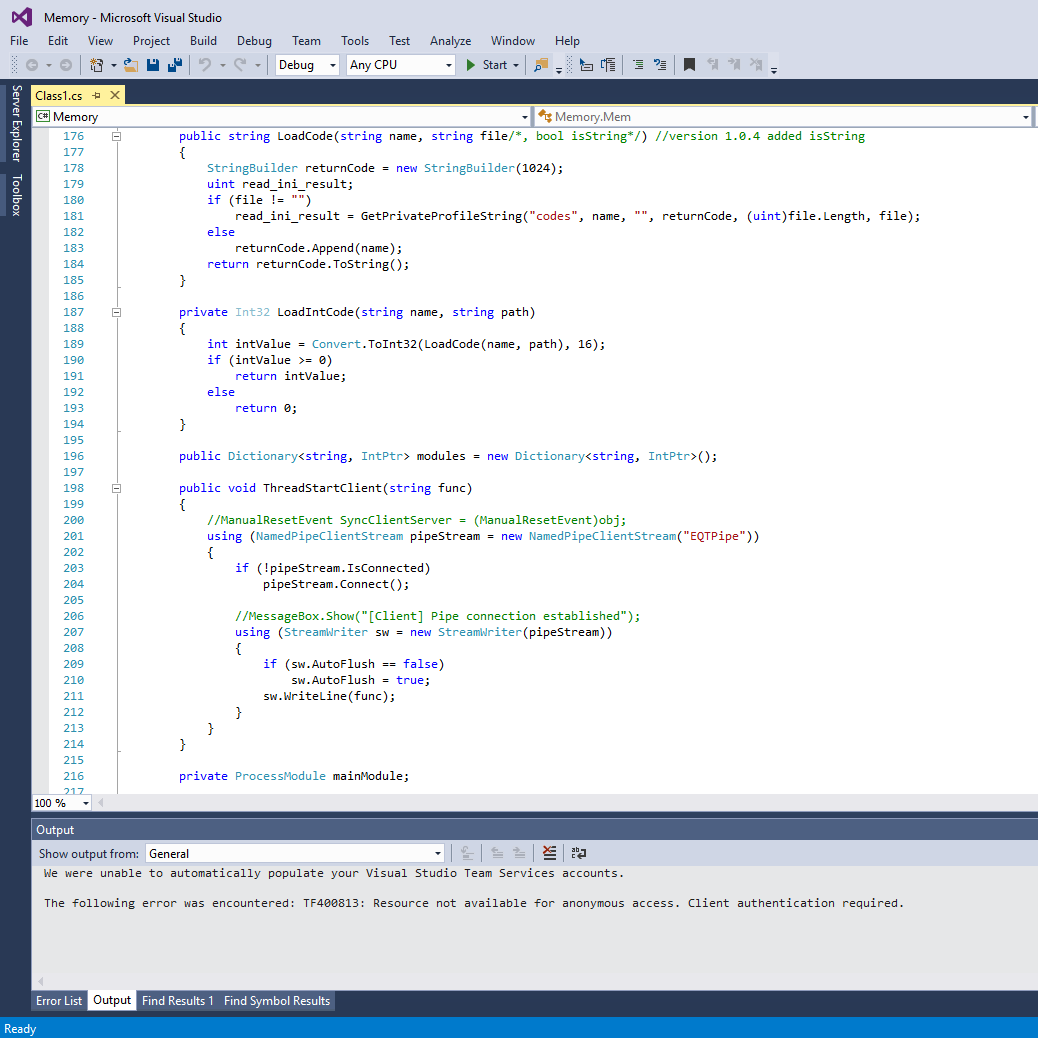 Memory - Microsoft Visual Studio
File Edit View Project Build Debug Team Tools Test Analyze Window Help
Debug Any CPU Start
Server Explorer
Toolbox
Class1.cs
C# Memory Memory.Mem
176 public string LoadCode(string name, string file/*, bool isString*/) //version 1.0.4 added isString
177 {
178 StringBuilder returnCode = new StringBuilder(1024);
179 uint read_ini_result;
180 if (file != "")
181 read_ini_result = GetPrivateProfileString("codes", name, "", returnCode, (uint)file.Length, file);
182 else
183 returnCode.Append(name);
184 return returnCode.ToString();
185 }
186
187 private Int32 LoadIntCode(string name, string path)
188 {
189 int intValue = Convert.ToInt32(LoadCode(name, path), 16);
190 if (intValue >= 0)
191 return intValue;
192 else
193 return 0;
194 }
195
196 public Dictionary<string, IntPtr> modules = new Dictionary<string, IntPtr>();
197
198 public void ThreadStartClient(string func)
199 {
200 //ManualResetEvent SyncClientServer = (ManualResetEvent)obj;
201 using (NamedPipeClientStream pipeStream = new NamedPipeClientStream("EQTPipe"))
202 {
203 if (!pipeStream.IsConnected)
204 pipeStream.Connect();
205
206 //MessageBox.Show("[Client] Pipe connection established");
207 using (StreamWriter sw = new StreamWriter(pipeStream))
208 {
209 if (sw.AutoFlush == false)
210 sw.AutoFlush = true;
211 sw.WriteLine(func);
212 }
213 }
214 }
215
216 private ProcessModule mainModule;
217
100 %
Output
Show output from: General
We were unable to automatically populate your Visual Studio Team Services accounts.
The following error was encountered: TF400813: Resource not available for anonymous access. Client authentication required.
Error List Output Find Results 1 Find Symbol Results
Ready